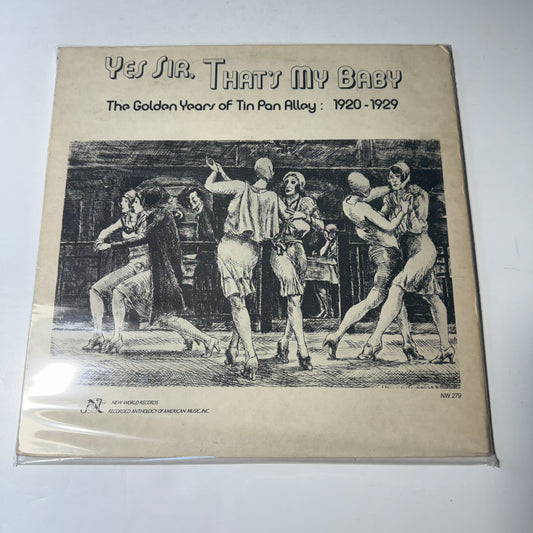 Yes Sir, That's My Baby
The Golden Years of Tin Pan Alley: 1920-1929
NW 279
NEW WORLD RECORDS
RECORDED ANTHOLOGY OF AMERICAN MUSIC, INC.